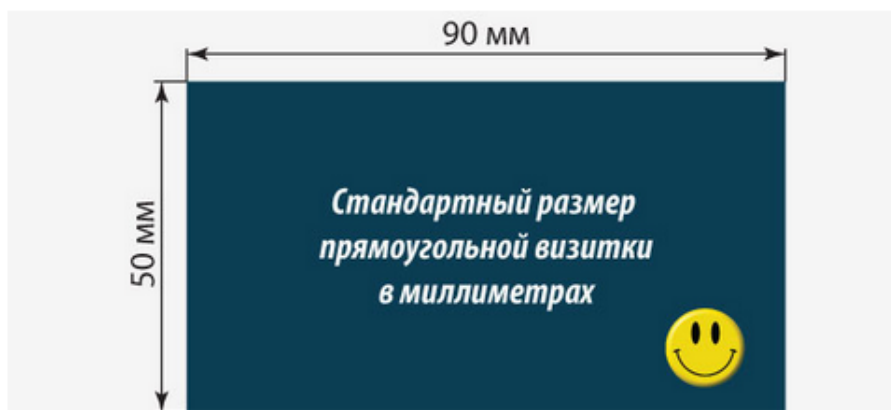 90 мм
50 мм
Стандартный размер
прямоугольной визитки
в миллиметрах